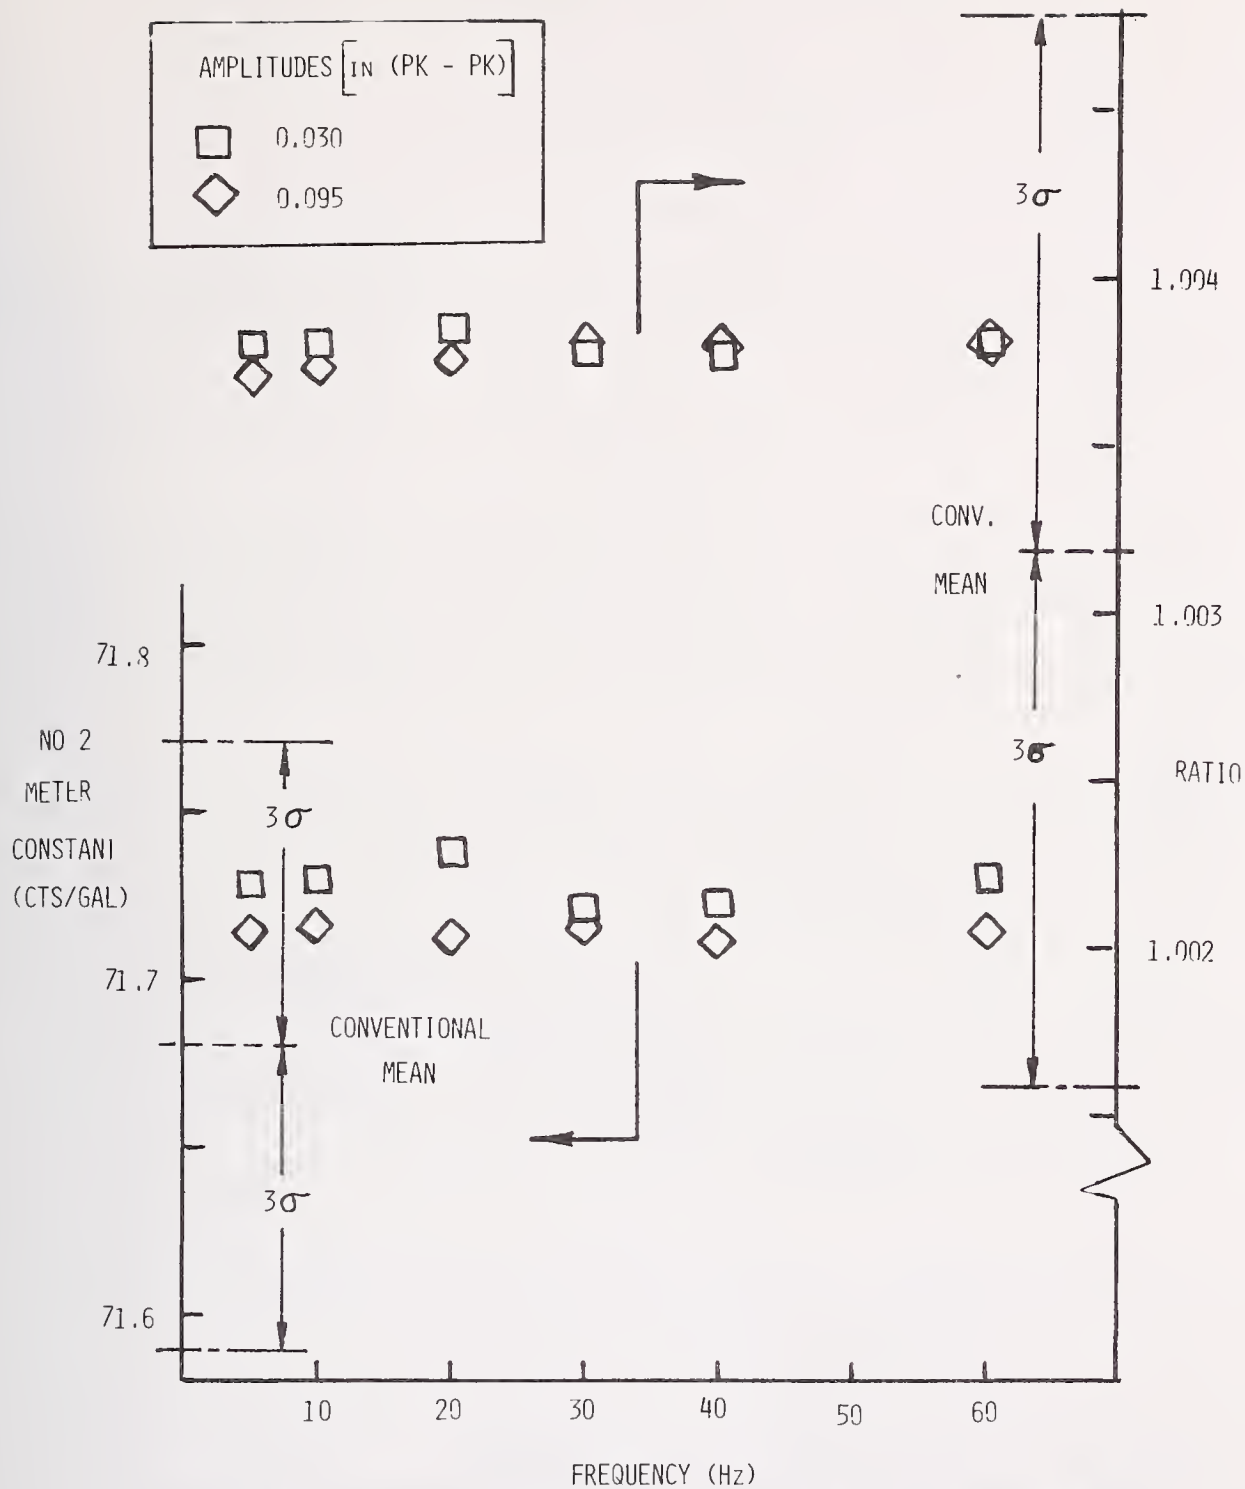 AMPLITUDES [IN (PK - PK)]
0.030
0.095
3σ
1.004
CONV.
MEAN
1.003
71.8
NO 2
METER
CONSTANT
(CTS/GAL)
3σ
3σ
RATIO
1.002
71.7
CONVENTIONAL
MEAN
3σ
71.6
10
20
30
40
50
60
FREQUENCY (Hz)